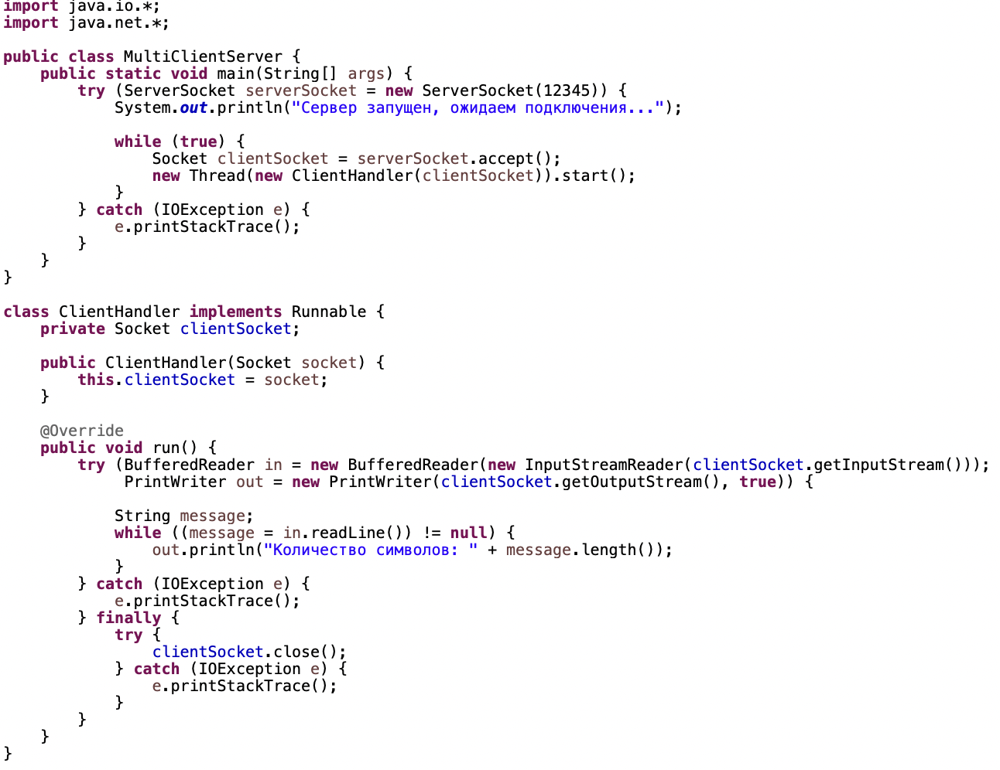 import java.io.*;
import java.net.*;

public class MultiClientServer {
    public static void main(String[] args) {
        try (ServerSocket serverSocket = new ServerSocket(12345)) {
            System.out.println("Сервер запущен, ожидаем подключения...");

            while (true) {
                Socket clientSocket = serverSocket.accept();
                new Thread(new ClientHandler(clientSocket)).start();
            }
        } catch (IOException e) {
            e.printStackTrace();
        }
    }
}

class ClientHandler implements Runnable {
    private Socket clientSocket;

    public ClientHandler(Socket socket) {
        this.clientSocket = socket;
    }

    @Override
    public void run() {
        try (BufferedReader in = new BufferedReader(new InputStreamReader(clientSocket.getInputStream()));
             PrintWriter out = new PrintWriter(clientSocket.getOutputStream(), true)) {

            String message;
            while ((message = in.readLine()) != null) {
                out.println("Количество символов: " + message.length());
            }
        } catch (IOException e) {
            e.printStackTrace();
        } finally {
            try {
                clientSocket.close();
            } catch (IOException e) {
                e.printStackTrace();
            }
        }
    }
}